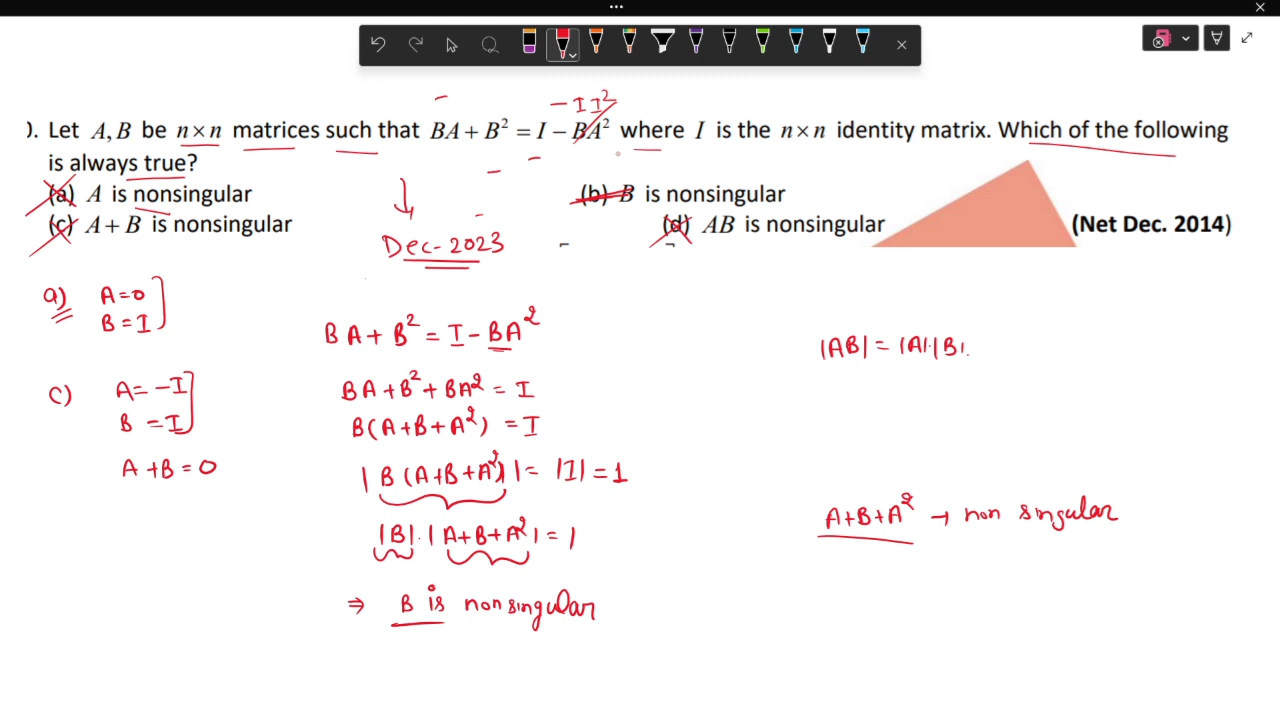 - I I²
). Let A, B be n×n matrices such that BA + B² = I − BA² where I is the n×n identity matrix. Which of the following
is always true?
(a) A is nonsingular
(b) B is nonsingular
(c) A + B is nonsingular
(d) AB is nonsingular
(Net Dec. 2014)
Dec-2023
a) A=0
B=I
BA + B² = I - BA²
|AB| = |A|·|B|.
c) A = -I
B = I
A+B=0
BA+B²+BA² = I
B(A+B+A²) = I
|B(A+B+A²)| = |I| = 1
|B|·|A+B+A²| = 1
A+B+A² → non singular
⇒ B is nonsingular